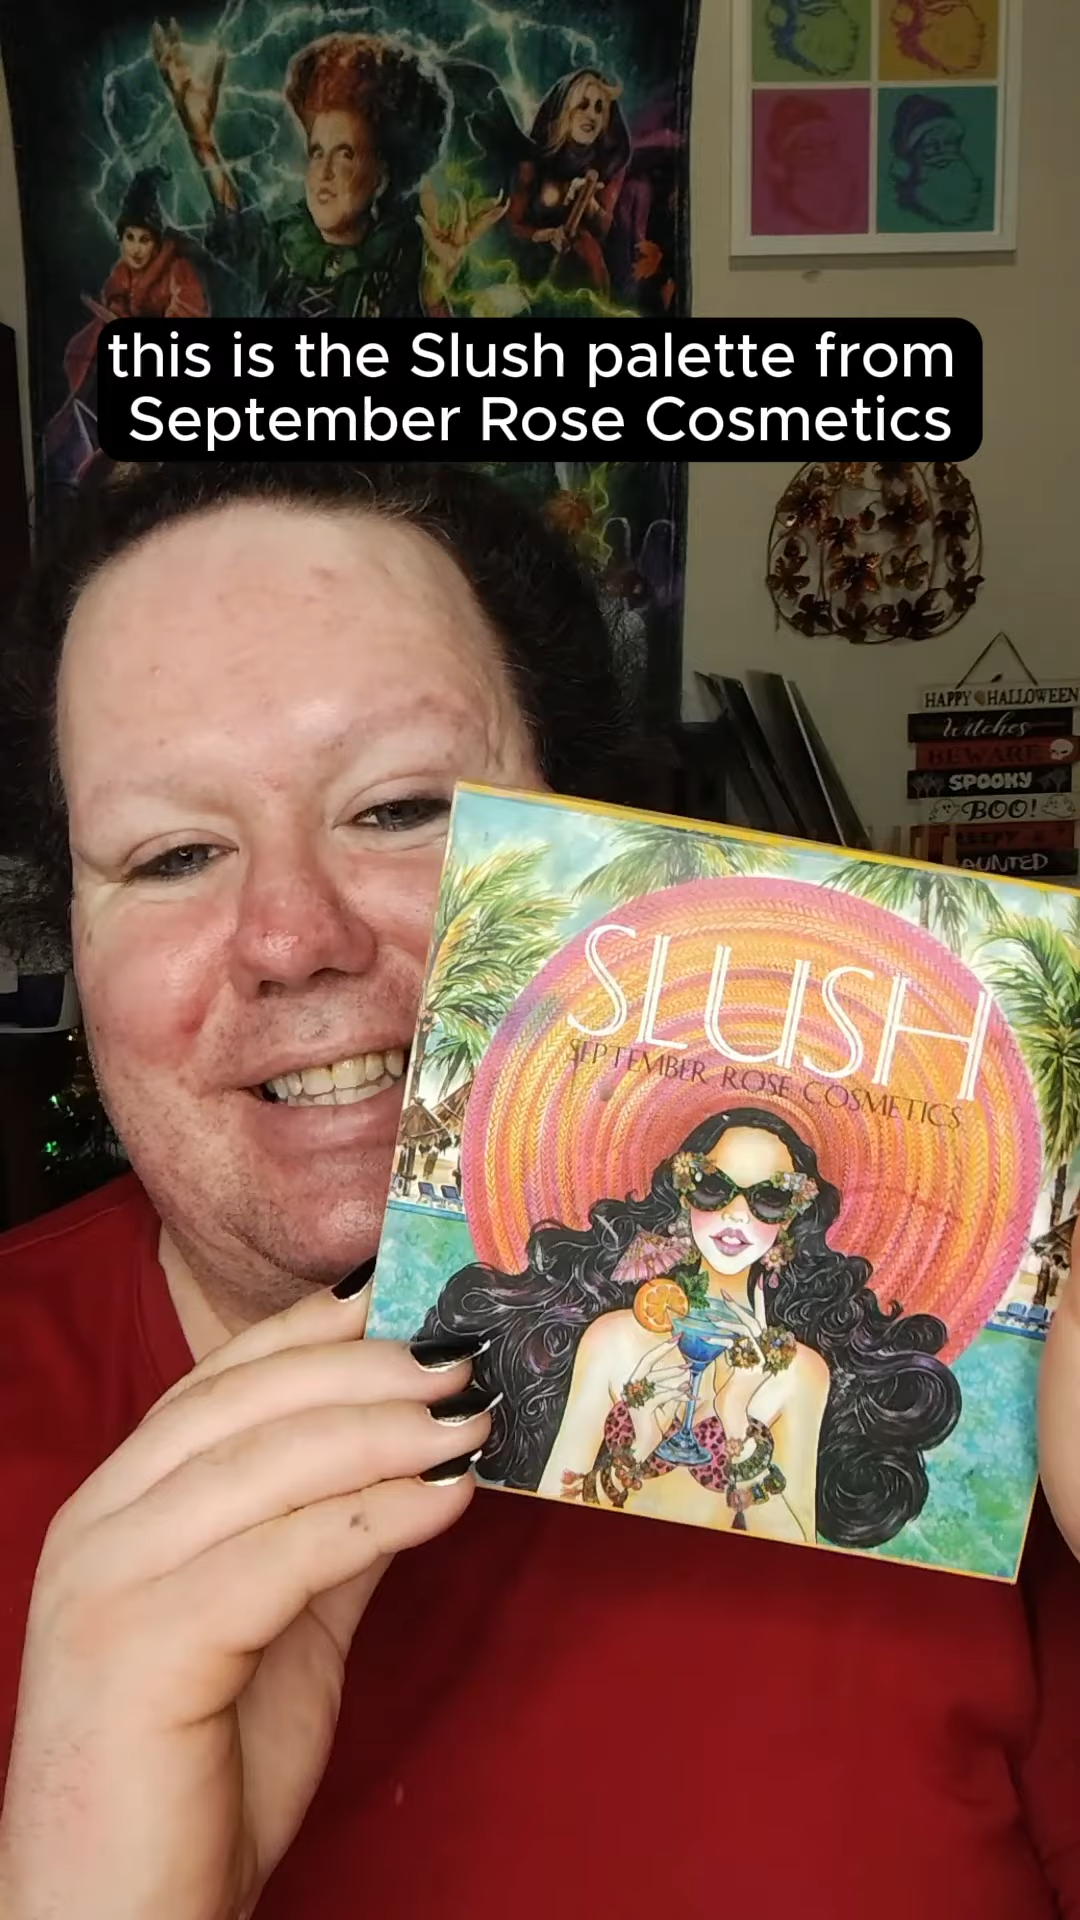 this is the Slush palette from
September Rose Cosmetics
HAPPY HALLOWEEN
Witches
BEWARE
SPOOKY
BOO!
HAUNTED
SLUSH
SEPTEMBER ROSE COSMETICS